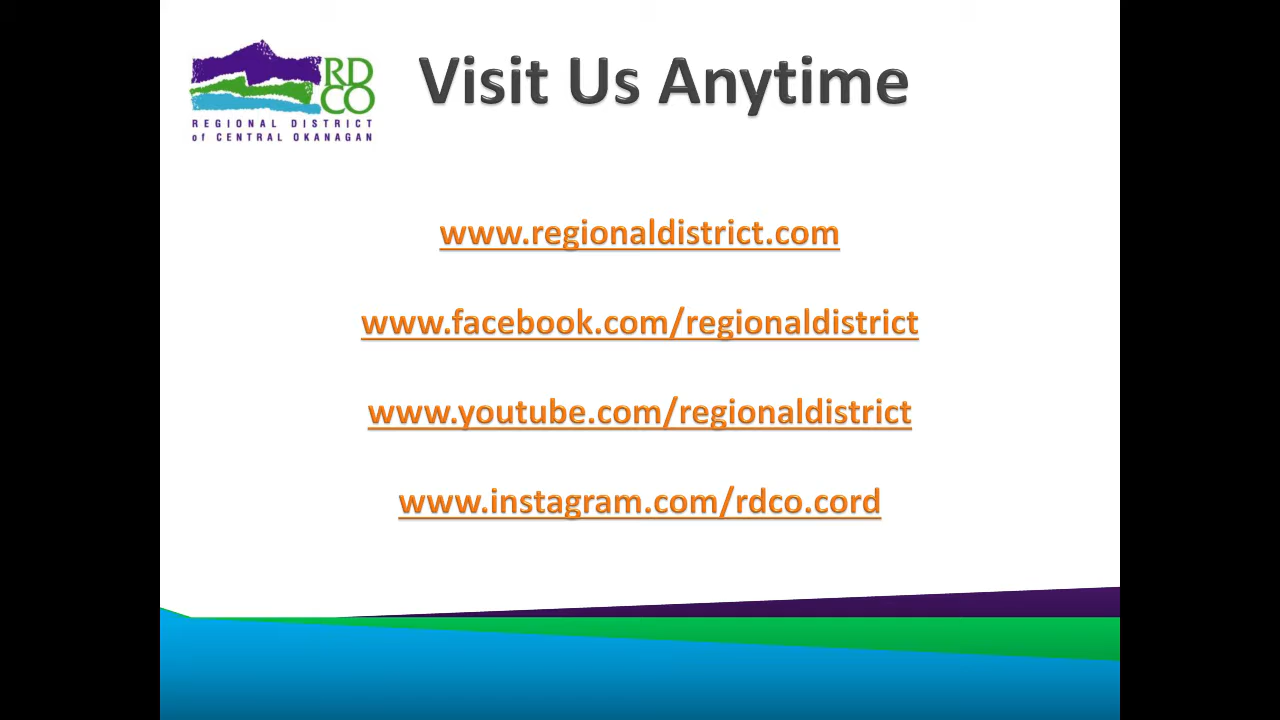 RD
CO
REGIONAL DISTRICT
of CENTRAL OKANAGAN
Visit Us Anytime
www.regionaldistrict.com
www.facebook.com/regionaldistrict
www.youtube.com/regionaldistrict
www.instagram.com/rdco.cord